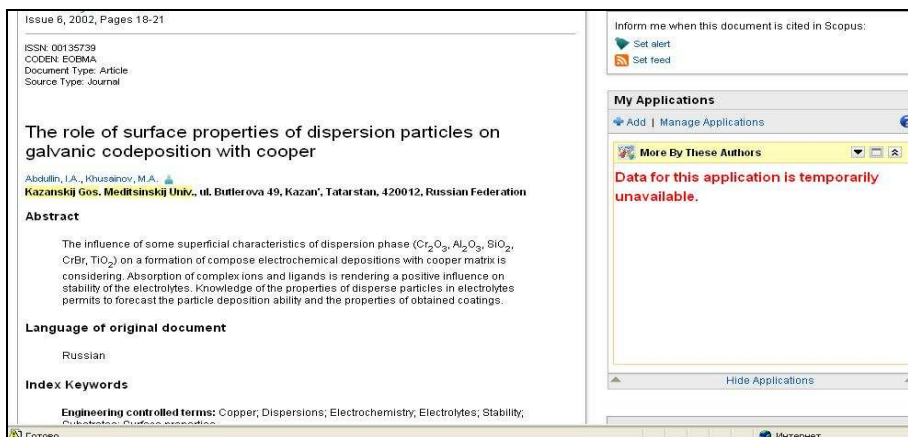 Issue 6, 2002, Pages 18-21
ISSN: 00135739
CODEN: EOBMA
Document Type: Article
Source Type: Journal
The role of surface properties of dispersion particles on
galvanic codeposition with cooper
Abdullin, I.A., Khusainov, M.A.
Kazanskij Gos. Meditsinskij Univ., ul. Butlerova 49, Kazan', Tatarstan, 420012, Russian Federation
Abstract
The influence of some superficial characteristics of dispersion phase (Cr2O3, Al2O3, SiO2,
CrBr, TiO2) on a formation of compose electrochemical depositions with cooper matrix is
considering. Absorption of complex ions and ligands is rendering a positive influence on
stability of the electrolytes. Knowledge of the properties of disperse particles in electrolytes
permits to forecast the particle deposition ability and the properties of obtained coatings.
Language of original document
Russian
Index Keywords
Engineering controlled terms: Copper; Dispersions; Electrochemistry; Electrolytes; Stability;
Substrates; Surface properties
Inform me when this document is cited in Scopus:
Set alert
Set feed
My Applications
Add | Manage Applications
More By These Authors
Data for this application is temporarily
unavailable.
Hide Applications
Готово
Интернет